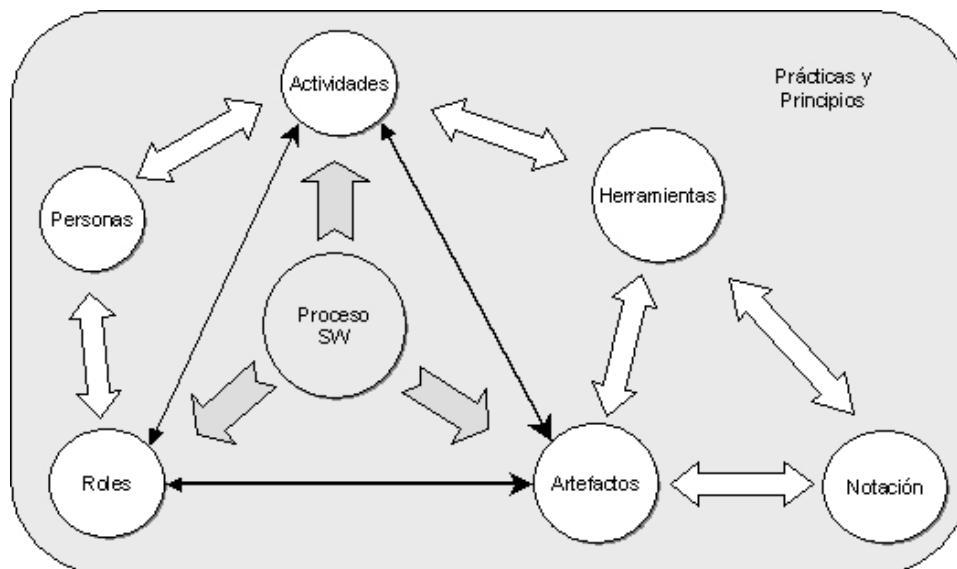 Actividades
Prácticas y
Principios
Herramientas
Personas
Proceso
SW
Roles
Artefactos
Notación